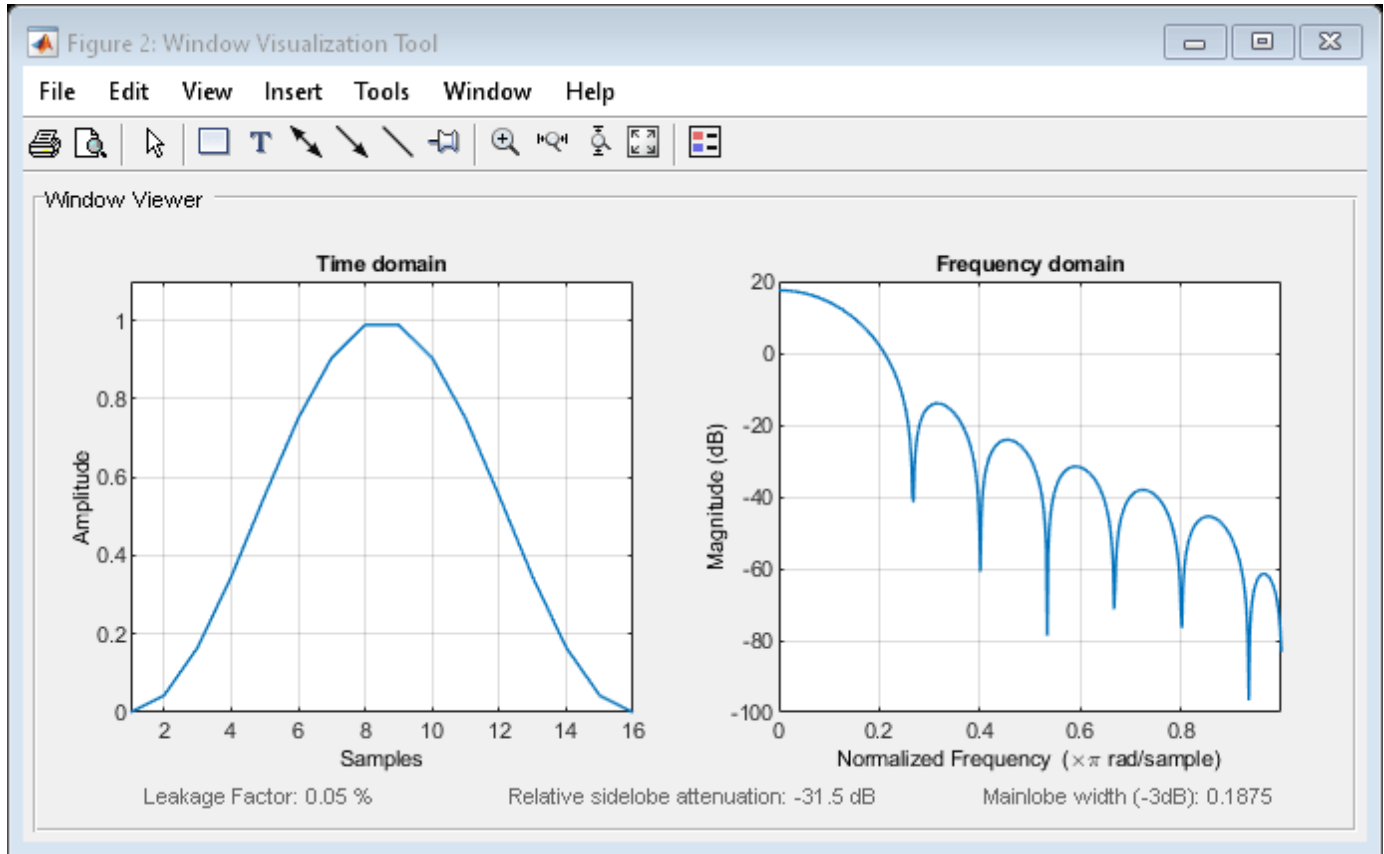 Figure 2: Window Visualization Tool
File Edit View Insert Tools Window Help
T
Window Viewer
Time domain
1
0.8
0.6
0.4
0.2
0
Amplitude
2 4 6 8 10 12 14 16
Samples
Frequency domain
20
0
-20
-40
-60
-80
-100
Magnitude (dB)
0 0.2 0.4 0.6 0.8
Normalized Frequency (×π rad/sample)
Leakage Factor: 0.05 % Relative sidelobe attenuation: -31.5 dB Mainlobe width (-3dB): 0.1875